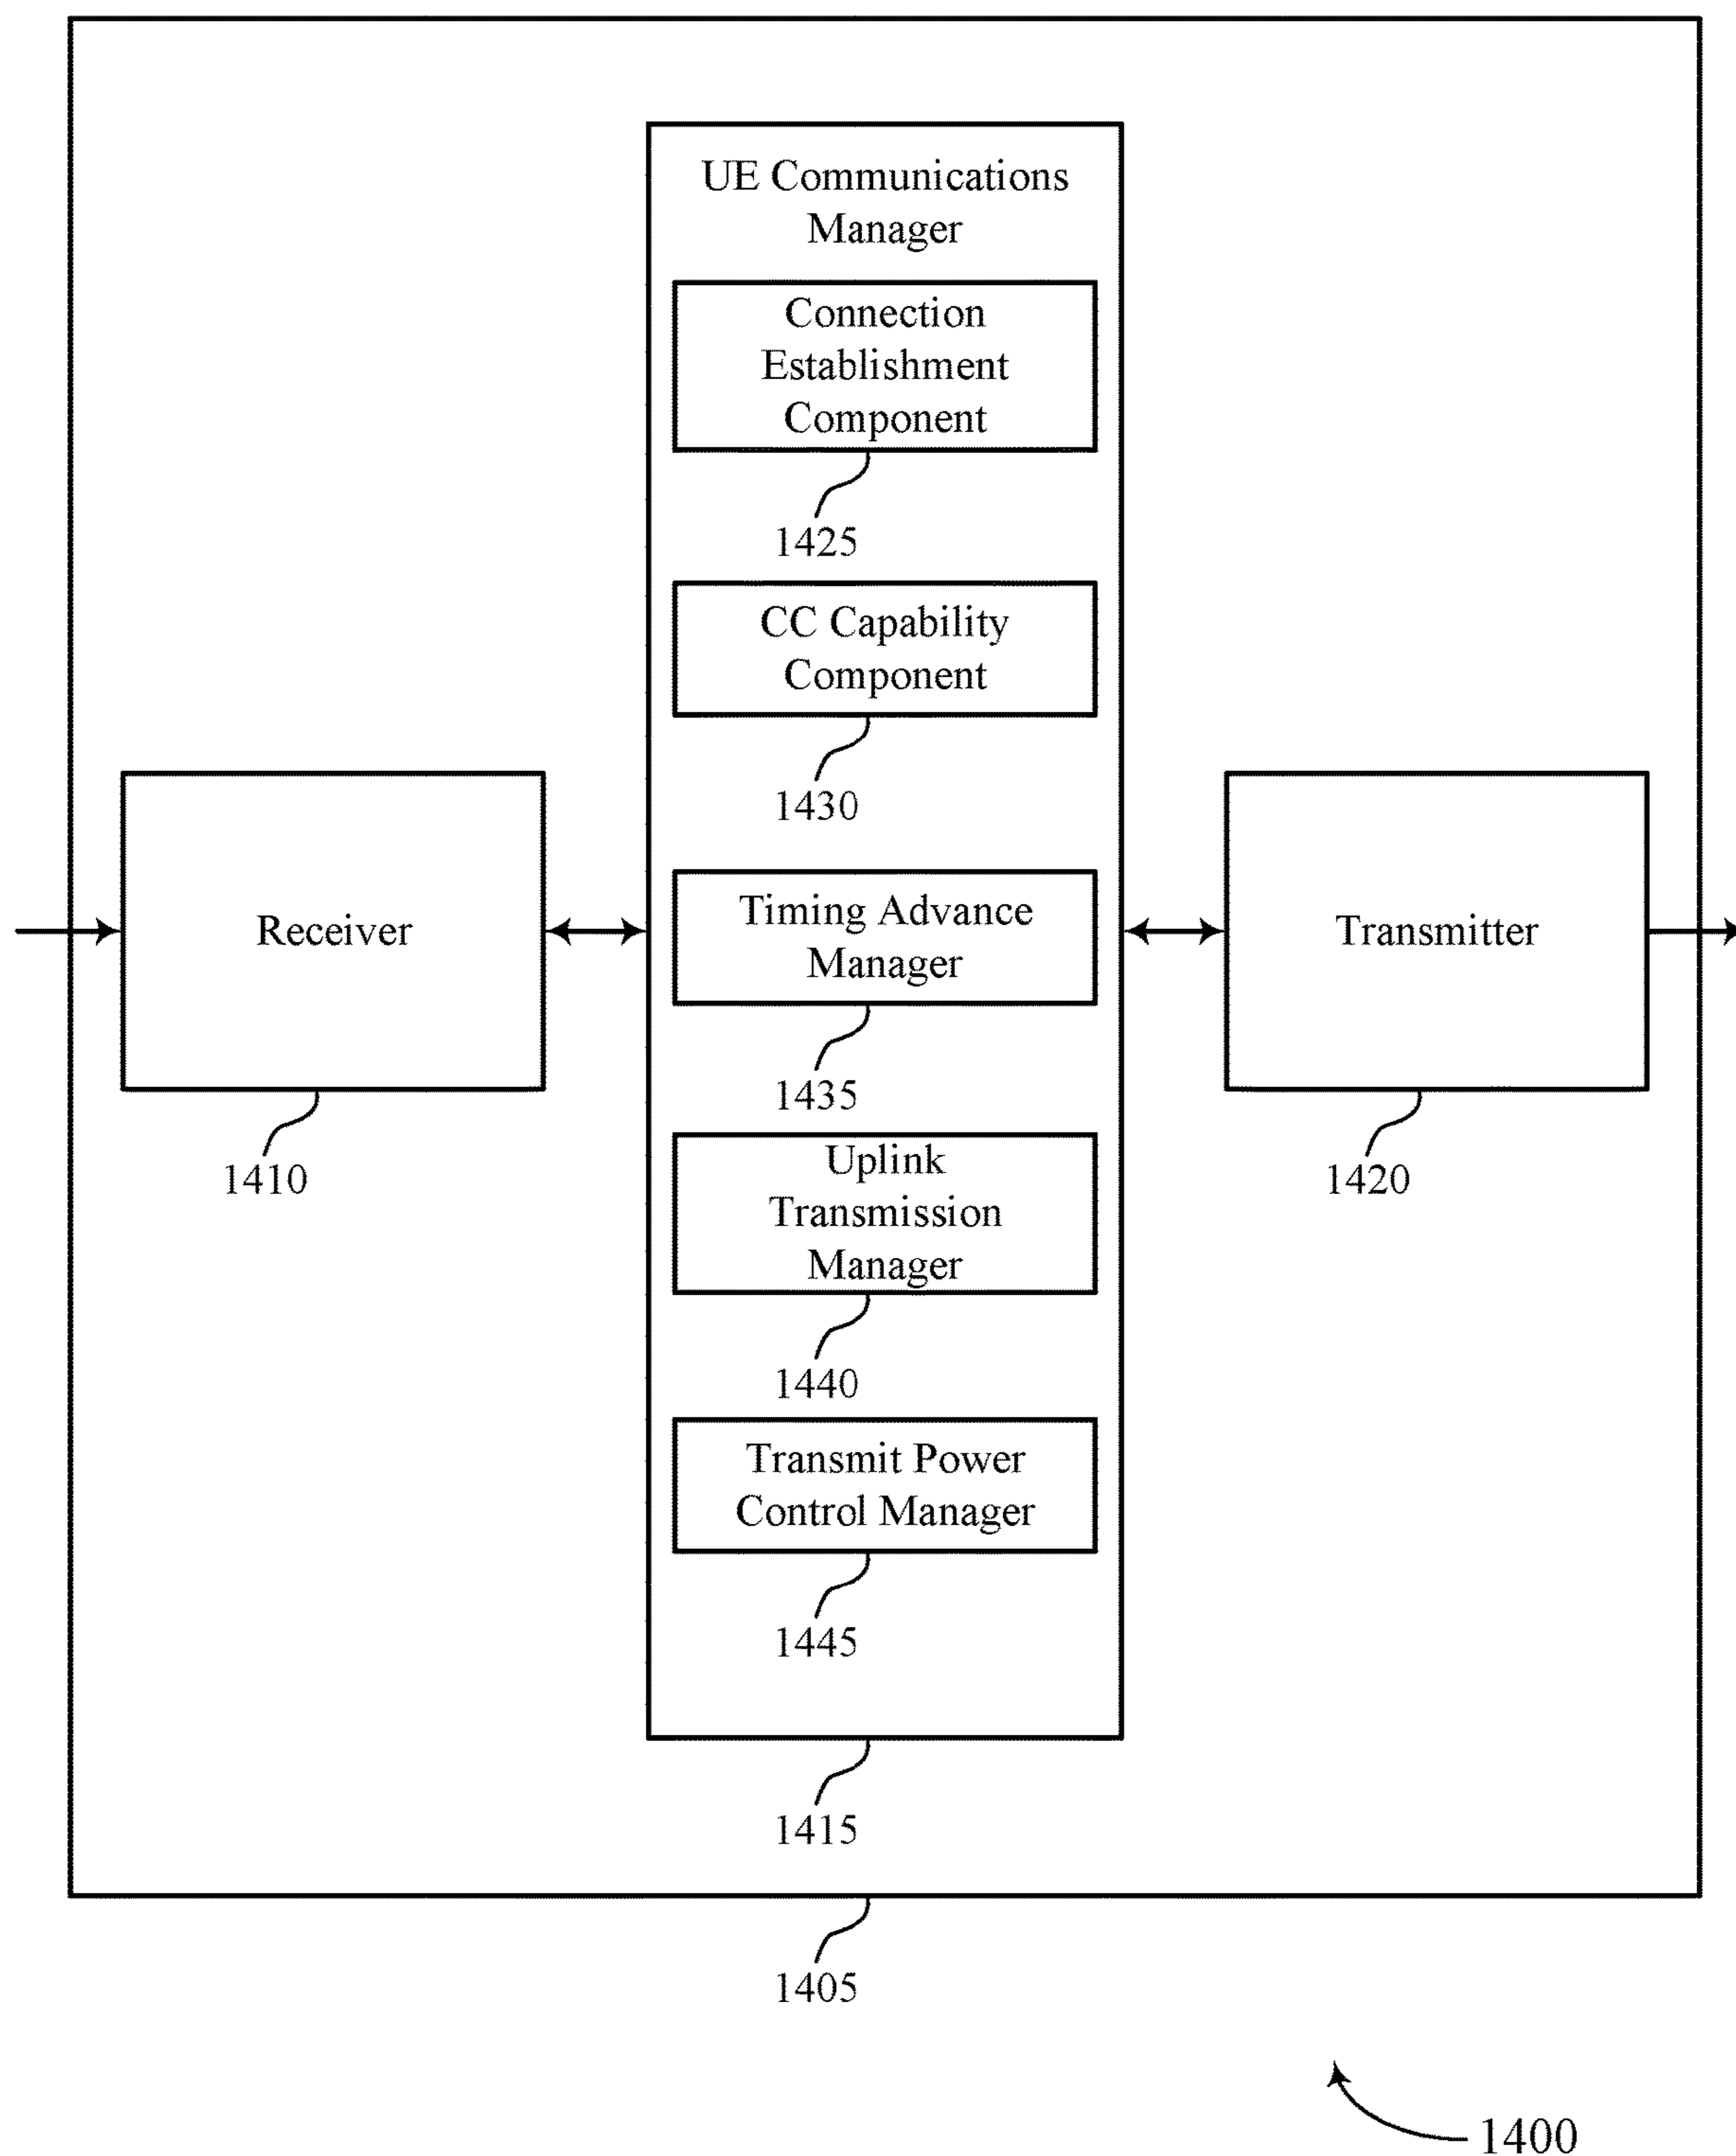 UE Communications
Manager
Connection
Establishment
Component
1425
CC Capability
Component
1430
Receiver
1410
Timing Advance
Manager
1435
Transmitter
1420
Uplink
Transmission
Manager
1440
Transmit Power
Control Manager
1445
1415
1405
1400